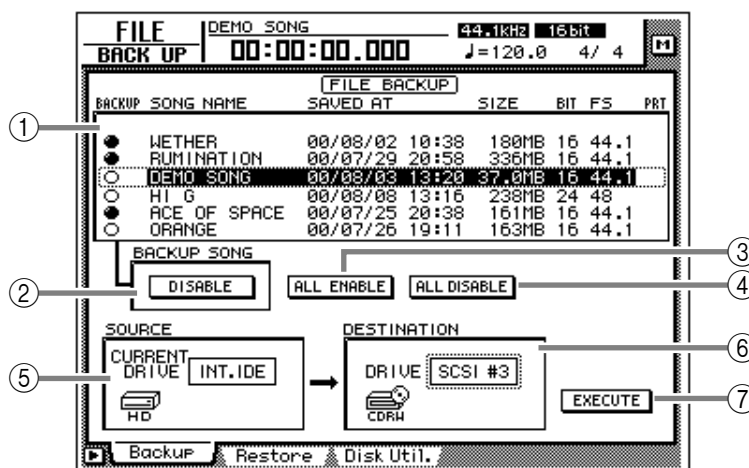 FILE DEMO SONG 44.1kHz 16bit
BACK UP 00:00:00.000 ♩=120.0 4/ 4 M
FILE BACKUP
BACKUP SONG NAME SAVED AT SIZE BIT FS PRT
①
WETHER 00/08/02 10:38 180MB 16 44.1
RUMINATION 00/07/29 20:58 336MB 16 44.1
DEMO SONG 00/08/03 13:20 37.0MB 16 44.1
HI G 00/08/08 13:16 238MB 24 48
ACE OF SPACE 00/07/25 20:38 161MB 16 44.1
ORANGE 00/07/26 19:11 163MB 16 44.1
BACKUP SONG ③
② DISABLE ALL ENABLE ALL DISABLE ④
SOURCE DESTINATION ⑥
CURRENT
⑤ DRIVE INT.IDE DRIVE SCSI #3
EXECUTE ⑦
HD CDRW
Backup Restore Disk Util.